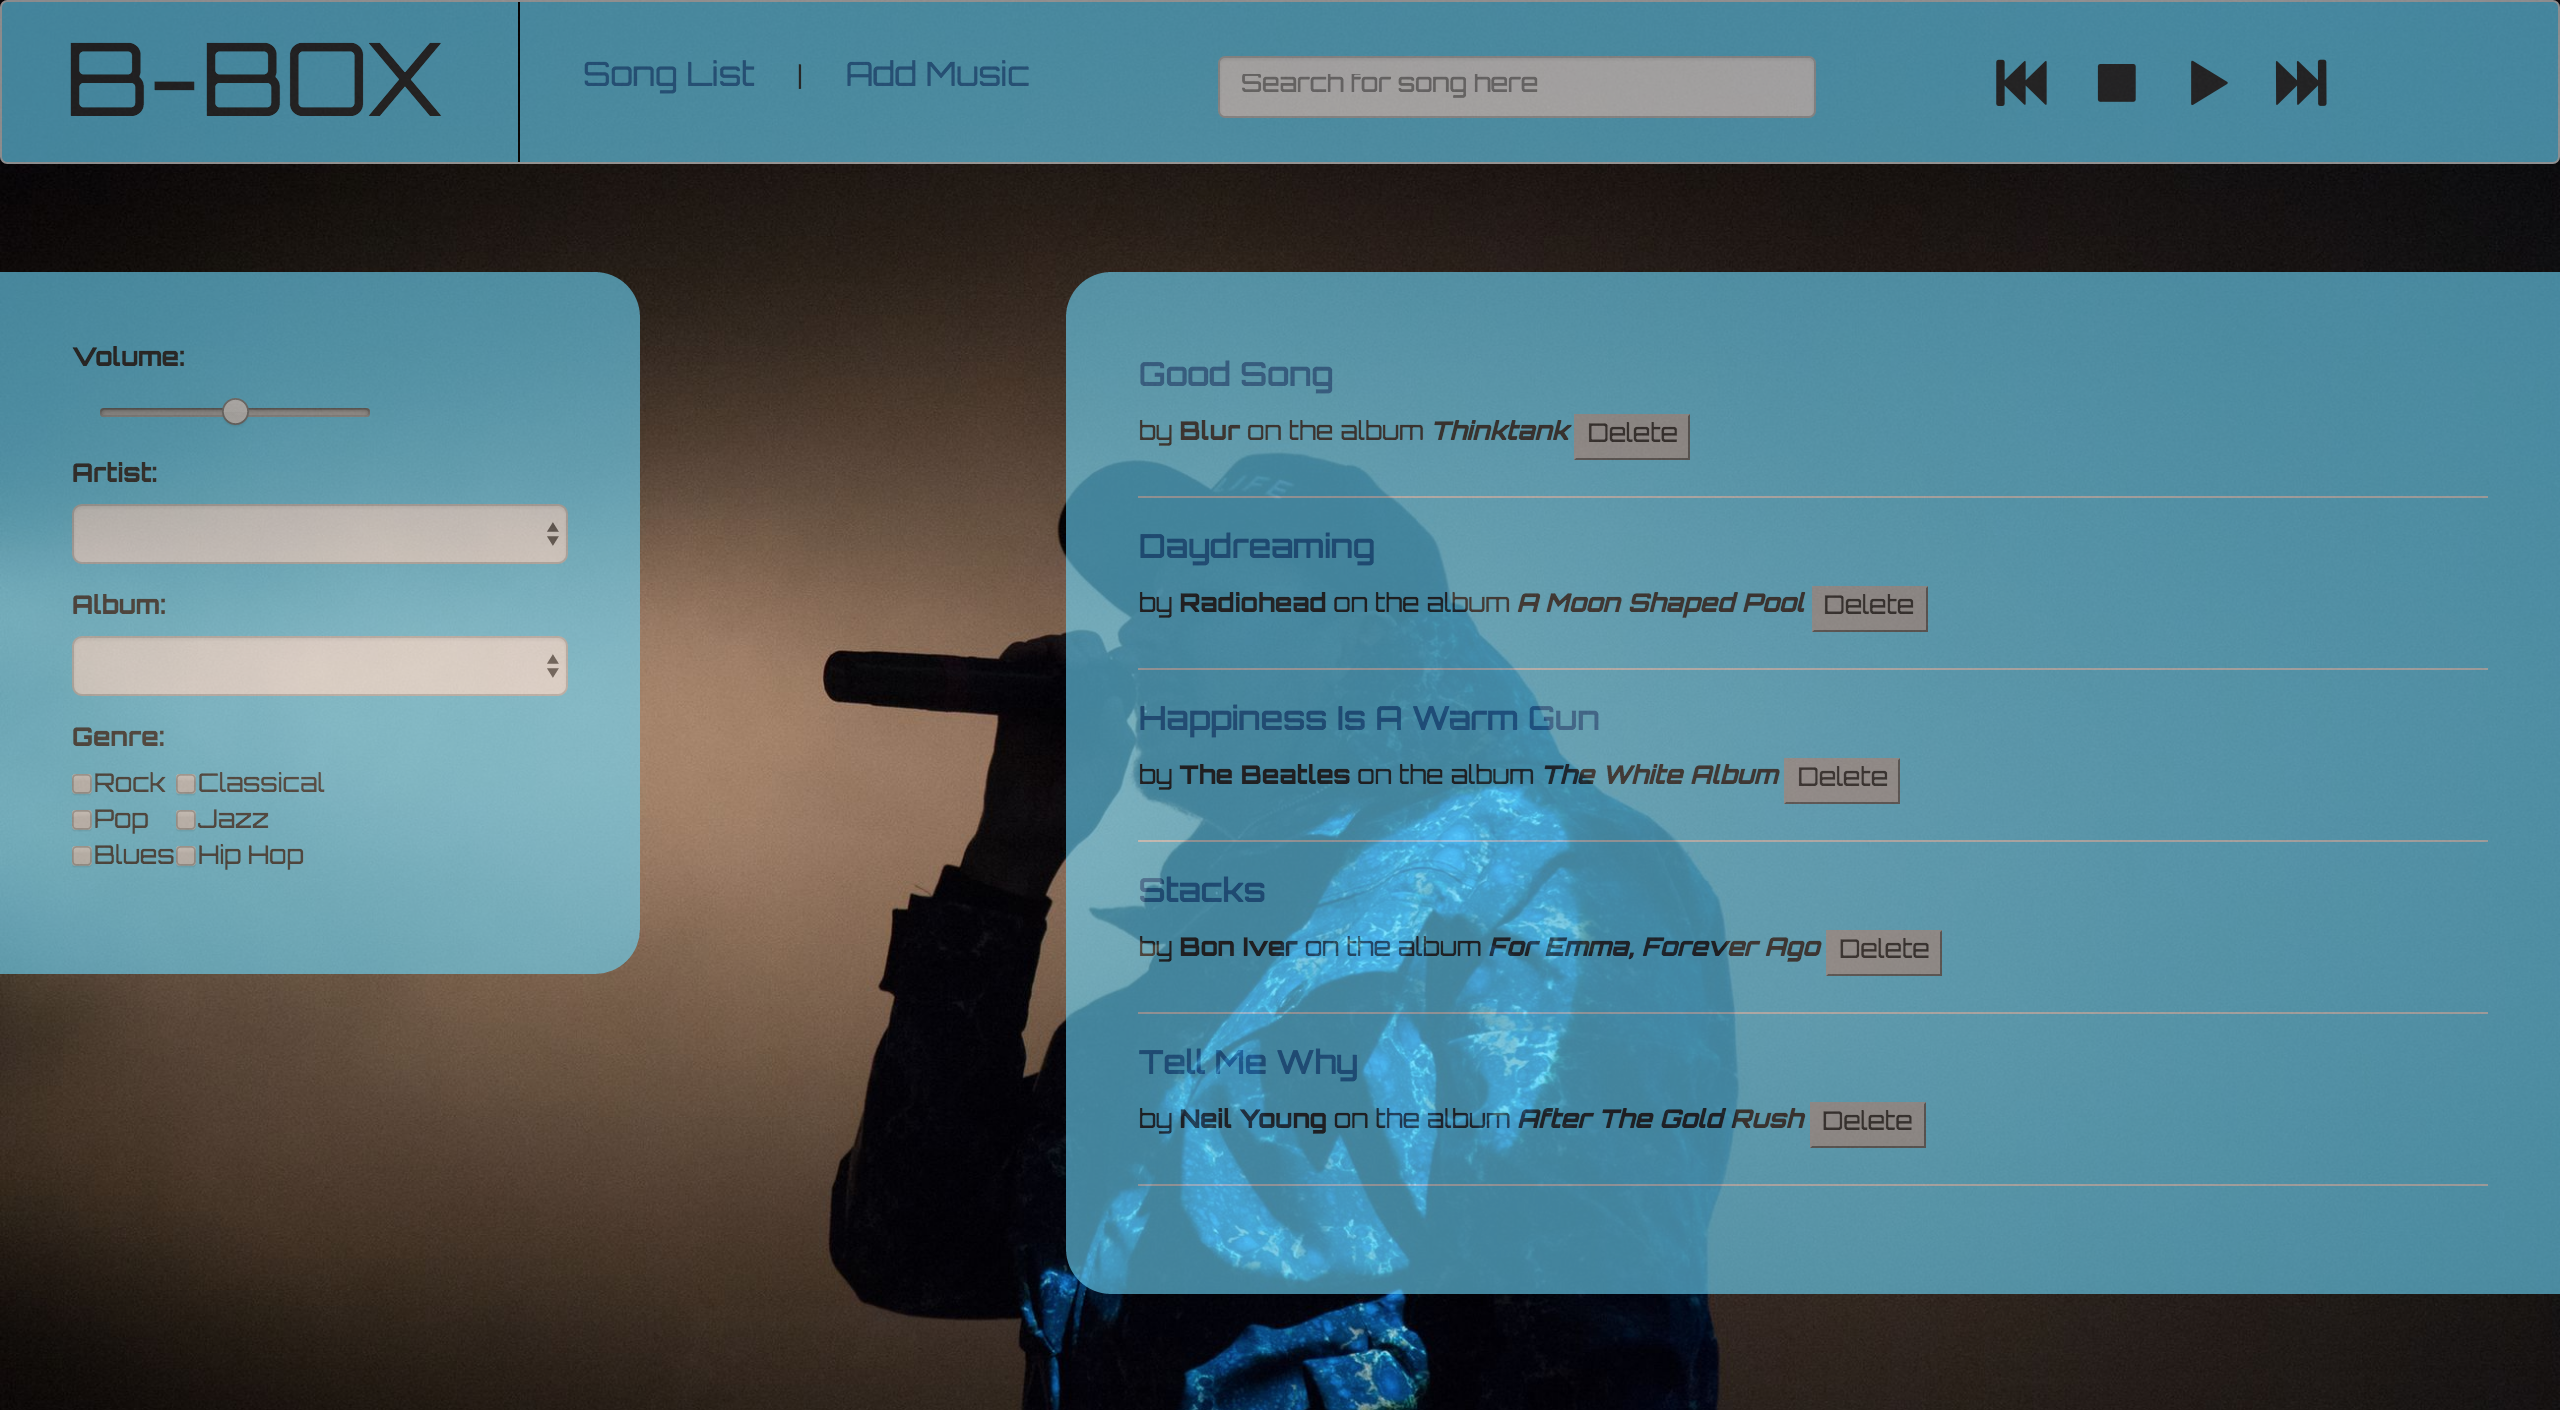 B-BOX
Song List | Add Music
Search for song here
Volume:
Artist:
Album:
Genre:
Rock Classical
Pop Jazz
Blues Hip Hop
Good Song
by Blur on the album Thinktank Delete
LIFE
Daydreaming
by Radiohead on the album A Moon Shaped Pool Delete
Happiness Is A Warm Gun
by The Beatles on the album The White Album Delete
Stacks
by Bon Iver on the album For Emma, Forever Ago Delete
Tell Me Why
by Neil Young on the album After The Gold Rush Delete